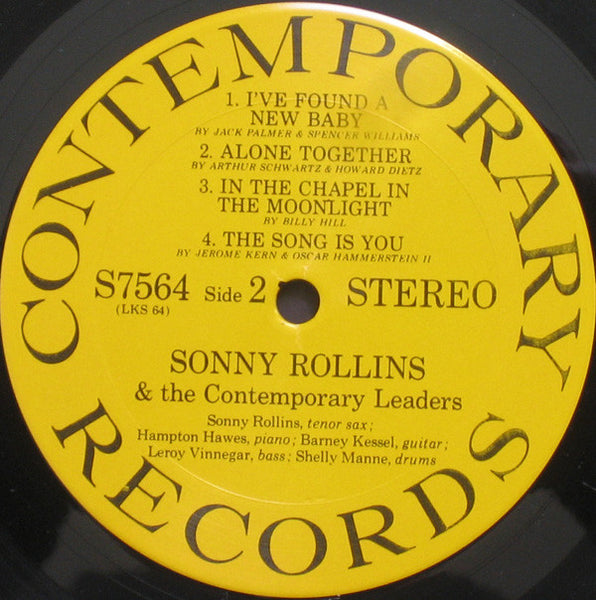 CONTEMPORARY
1. I'VE FOUND A
NEW BABY
BY JACK PALMER & SPENCER WILLIAMS
2. ALONE TOGETHER
BY ARTHUR SCHWARTZ & HOWARD DIETZ
3. IN THE CHAPEL IN
THE MOONLIGHT
BY BILLY HILL
4. THE SONG IS YOU
BY JEROME KERN & OSCAR HAMMERSTEIN II
S7564 Side 2 STEREO
(LKS 64)
SONNY ROLLINS
& the Contemporary Leaders
Sonny Rollins, tenor sax;
Hampton Hawes, piano; Barney Kessel, guitar;
Leroy Vinnegar, bass; Shelly Manne, drums
RECORDS